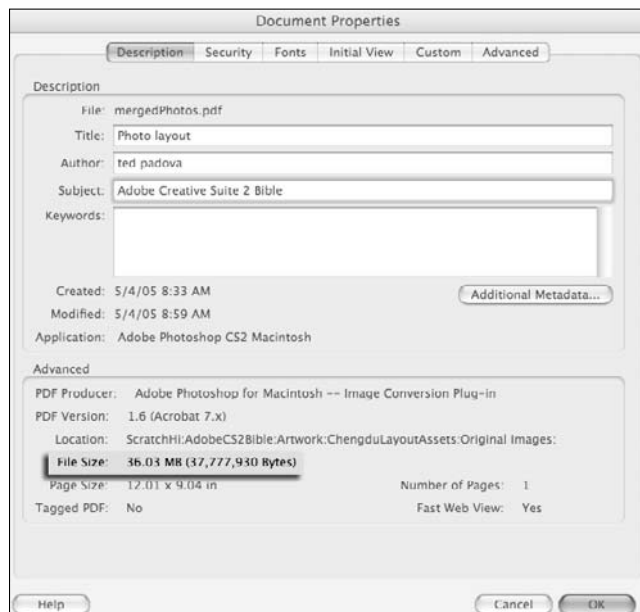 Document Properties
Description Security Fonts Initial View Custom Advanced
Description
File: mergedPhotos.pdf
Title: Photo layout
Author: ted padova
Subject: Adobe Creative Suite 2 Bible
Keywords:
Created: 5/4/05 8:33 AM
Additional Metadata...
Modified: 5/4/05 8:59 AM
Application: Adobe Photoshop CS2 Macintosh
Advanced
PDF Producer: Adobe Photoshop for Macintosh -- Image Conversion Plug-in
PDF Version: 1.6 (Acrobat 7.x)
Location: ScratchHi:AdobeCS2Bible:Artwork:ChengduLayoutAssets:Original Images:
File Size: 36.03 MB (37,777,930 Bytes)
Page Size: 12.01 x 9.04 in Number of Pages: 1
Tagged PDF: No Fast Web View: Yes
Help Cancel OK